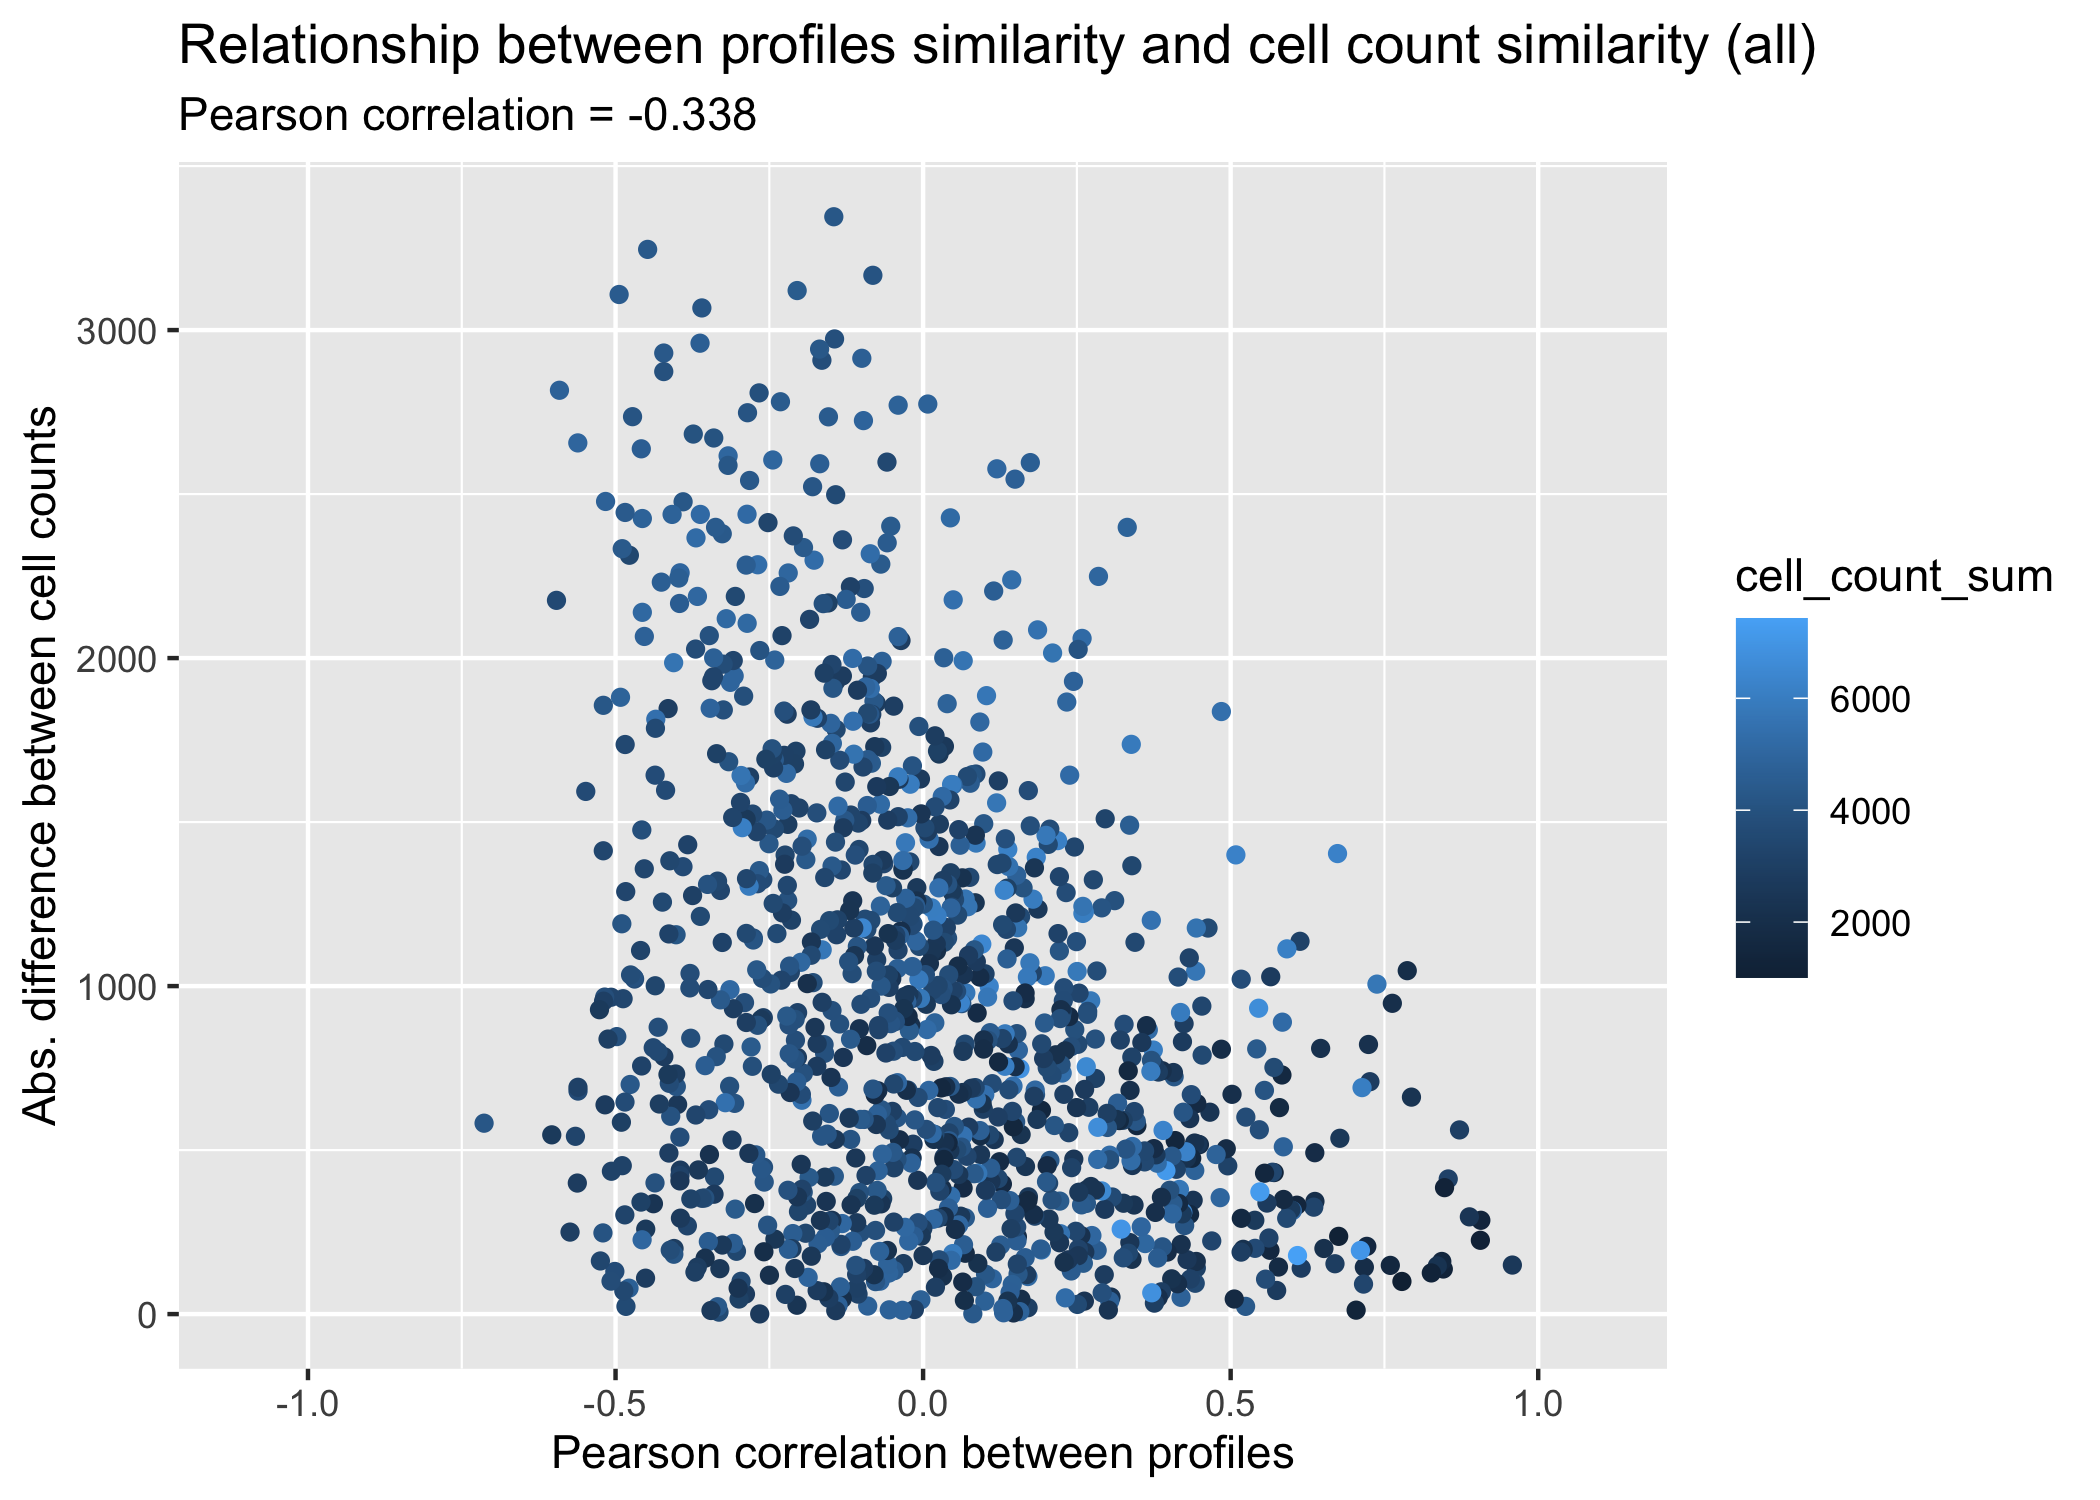 Relationship between profiles similarity and cell count similarity (all)
Pearson correlation = -0.338
Abs. difference between cell counts
3000
2000
1000
0
-1.0
-0.5
0.0
0.5
1.0
Pearson correlation between profiles
cell_count_sum
6000
4000
2000